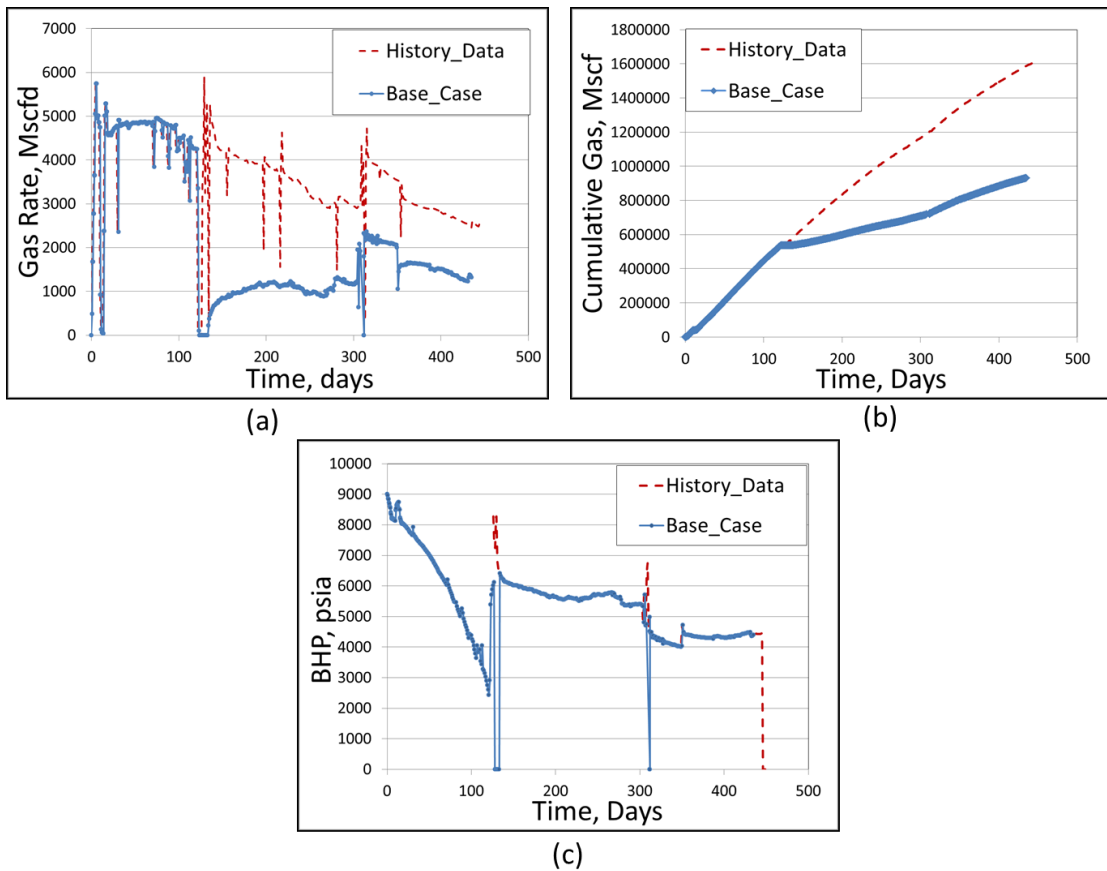 7000
6000
5000
4000
3000
2000
1000
0
Gas Rate, Mscfd
History_Data
Base_Case
0 100 200 300 400 500
Time, days
(a)
1800000
1600000
1400000
1200000
1000000
800000
600000
400000
200000
0
Cumulative Gas, Mscf
History_Data
Base_Case
0 100 200 300 400 500
Time, Days
(b)
10000
9000
8000
7000
6000
5000
4000
3000
2000
1000
0
BHP, psia
History_Data
Base_Case
0 100 200 300 400 500
Time, Days
(c)